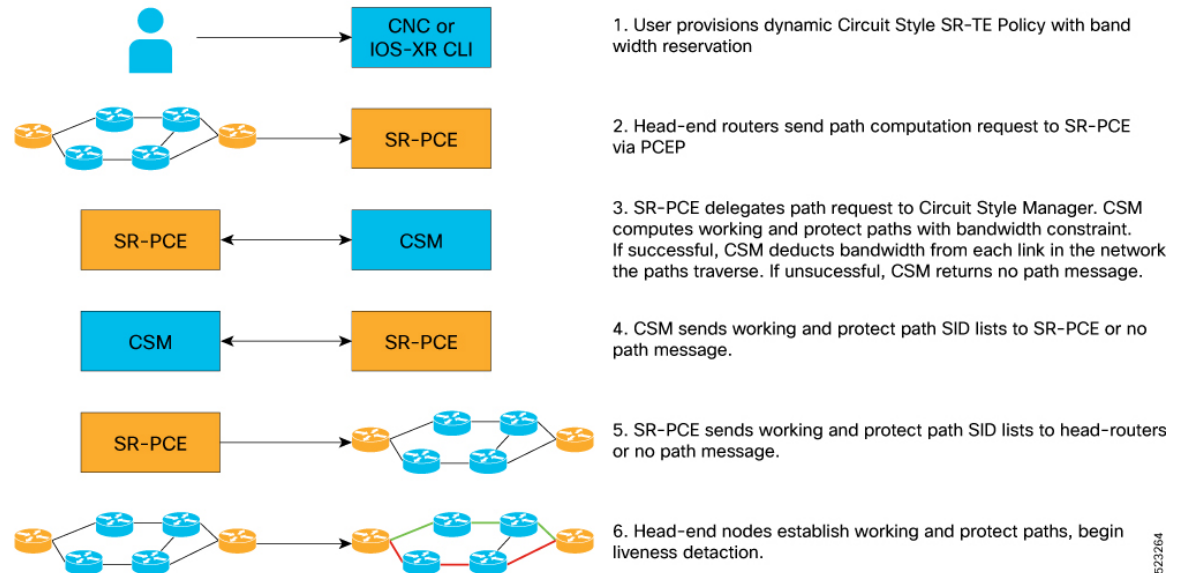 CNC or
IOS-XR CLI
1. User provisions dynamic Circuit Style SR-TE Policy with band
width reservation
SR-PCE
2. Head-end routers send path computation request to SR-PCE
via PCEP
SR-PCE
CSM
3. SR-PCE delegates path request to Circuit Style Manager. CSM
computes working and protect paths with bandwidth constraint.
If successful, CSM deducts bandwidth from each link in the network
the paths traverse. If unsucessful, CSM returns no path message.
CSM
SR-PCE
4. CSM sends working and protect path SID lists to SR-PCE or no
path message.
SR-PCE
5. SR-PCE sends working and protect path SID lists to head-routers
or no path message.
6. Head-end nodes establish working and protect paths, begin
liveness detaction.
523264